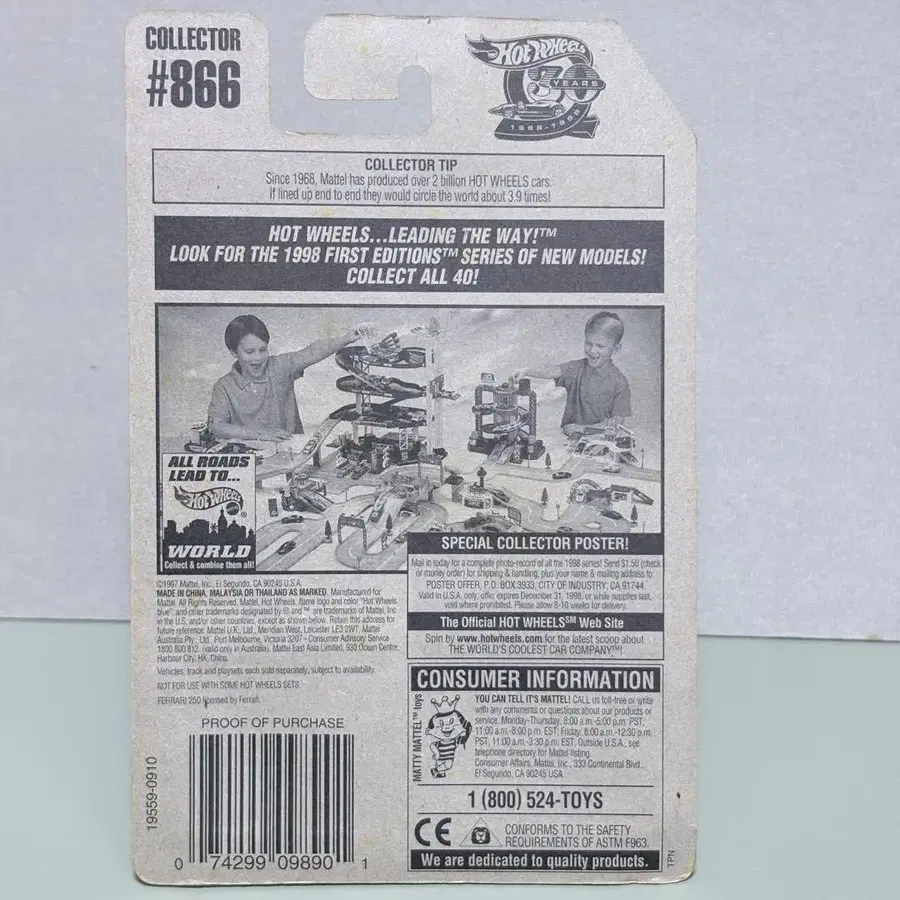 COLLECTOR
#866
HOT WHEELS
30
YEARS
1968-1998
COLLECTOR TIP
Since 1968, Mattel has produced over 2 billion HOT WHEELS cars.
If lined up end to end they would circle the world about 3.9 times!
HOT WHEELS...LEADING THE WAY!™
LOOK FOR THE 1998 FIRST EDITIONS™ SERIES OF NEW MODELS!
COLLECT ALL 40!
ALL ROADS
LEAD TO...
HOT WHEELS®
WORLD
Collect & combine them all!
SPECIAL COLLECTOR POSTER!
Mail in today for a complete photo-record of all the 1998 series! Send $1.50 (check
or money order) for shipping & handling, plus your name & mailing address to:
POSTER OFFER, P.O. BOX 3933, CITY OF INDUSTRY, CA 91744.
Valid in U.S.A. only, offer expires December 31, 1998, or while supplies last,
void where prohibited. Please allow 8-10 weeks for delivery.
The Official HOT WHEELS℠ Web Site
Spin by www.hotwheels.com for the latest scoop about
THE WORLD'S COOLEST CAR COMPANY™!
©1997 Mattel, Inc., El Segundo, CA 90245 U.S.A.
MADE IN CHINA, MALAYSIA OR THAILAND AS MARKED. Manufactured for
Mattel. All Rights Reserved. Mattel, Hot Wheels, flame logo and color "Hot Wheels
blue", and other trademarks designated by ® and ™ are trademarks of Mattel, Inc.
in the U.S. and/or other countries, except as shown below. Retain this address for
future reference: Mattel U.K. Ltd., Meridian West, Leicester LE3 2WT. Mattel
Australia Pty., Ltd. Port Melbourne, Victoria 3207 - Consumer Advisory Service
1800 800 812. (valid only in Australia). Mattel East Asia Limited, 930 Ocean Centre,
Harbour City, HK, China.
Vehicles, track and playsets each sold separately, subject to availability.
NOT FOR USE WITH SOME HOT WHEELS SETS.
FERRARI 250 licensed by Ferrari.
CONSUMER INFORMATION
MATTY MATTEL™ toys
YOU CAN TELL IT'S MATTEL! CALL us toll-free or write
with any comments or questions about our products or
service. Monday-Thursday, 8:00 a.m.-5:00 p.m. PST,
11:00 a.m.-8:00 p.m. EST; Friday, 8:00 a.m.-12:30 p.m.
PST, 11:00 a.m.-3:30 p.m. EST. Outside U.S.A., see
telephone directory for Mattel listing.
Consumer Affairs, Mattel, Inc., 333 Continental Blvd.,
El Segundo, CA 90245 USA
1 (800) 524-TOYS
CE
CONFORMS TO THE SAFETY
REQUIREMENTS OF ASTM F963.
We are dedicated to quality products.
TPN
PROOF OF PURCHASE
19559-0910
0 74299 09890 1